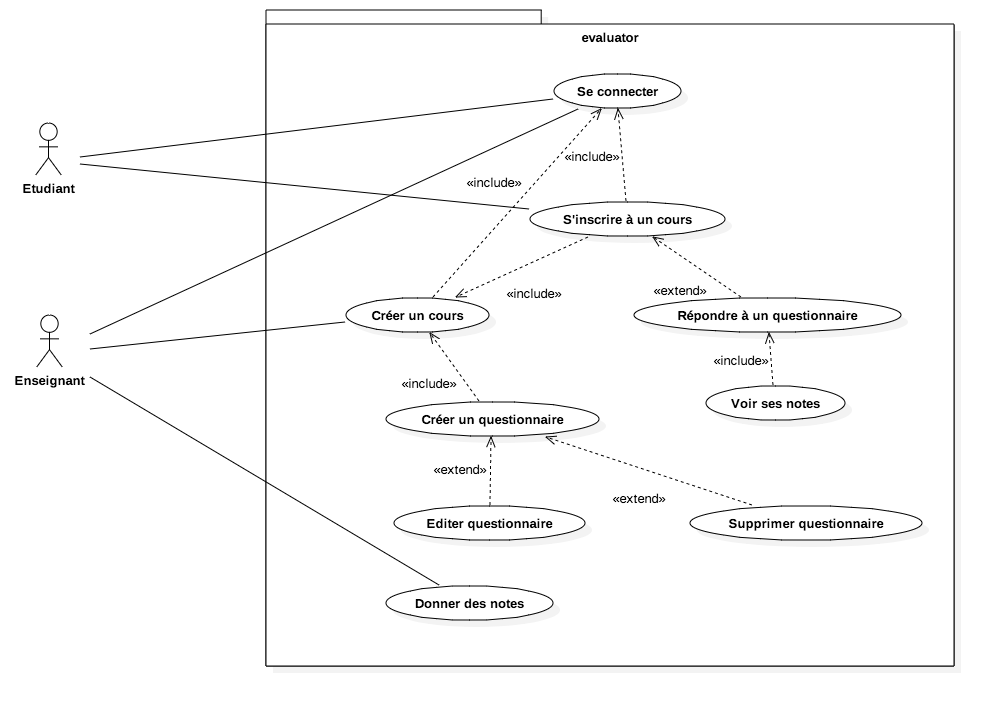 evaluator
Se connecter
Etudiant
«include»
«include»
S'inscrire à un cours
«include»
«extend»
Créer un cours
Répondre à un questionnaire
Enseignant
«include»
«include»
Voir ses notes
Créer un questionnaire
«extend»
«extend»
Editer questionnaire
Supprimer questionnaire
Donner des notes